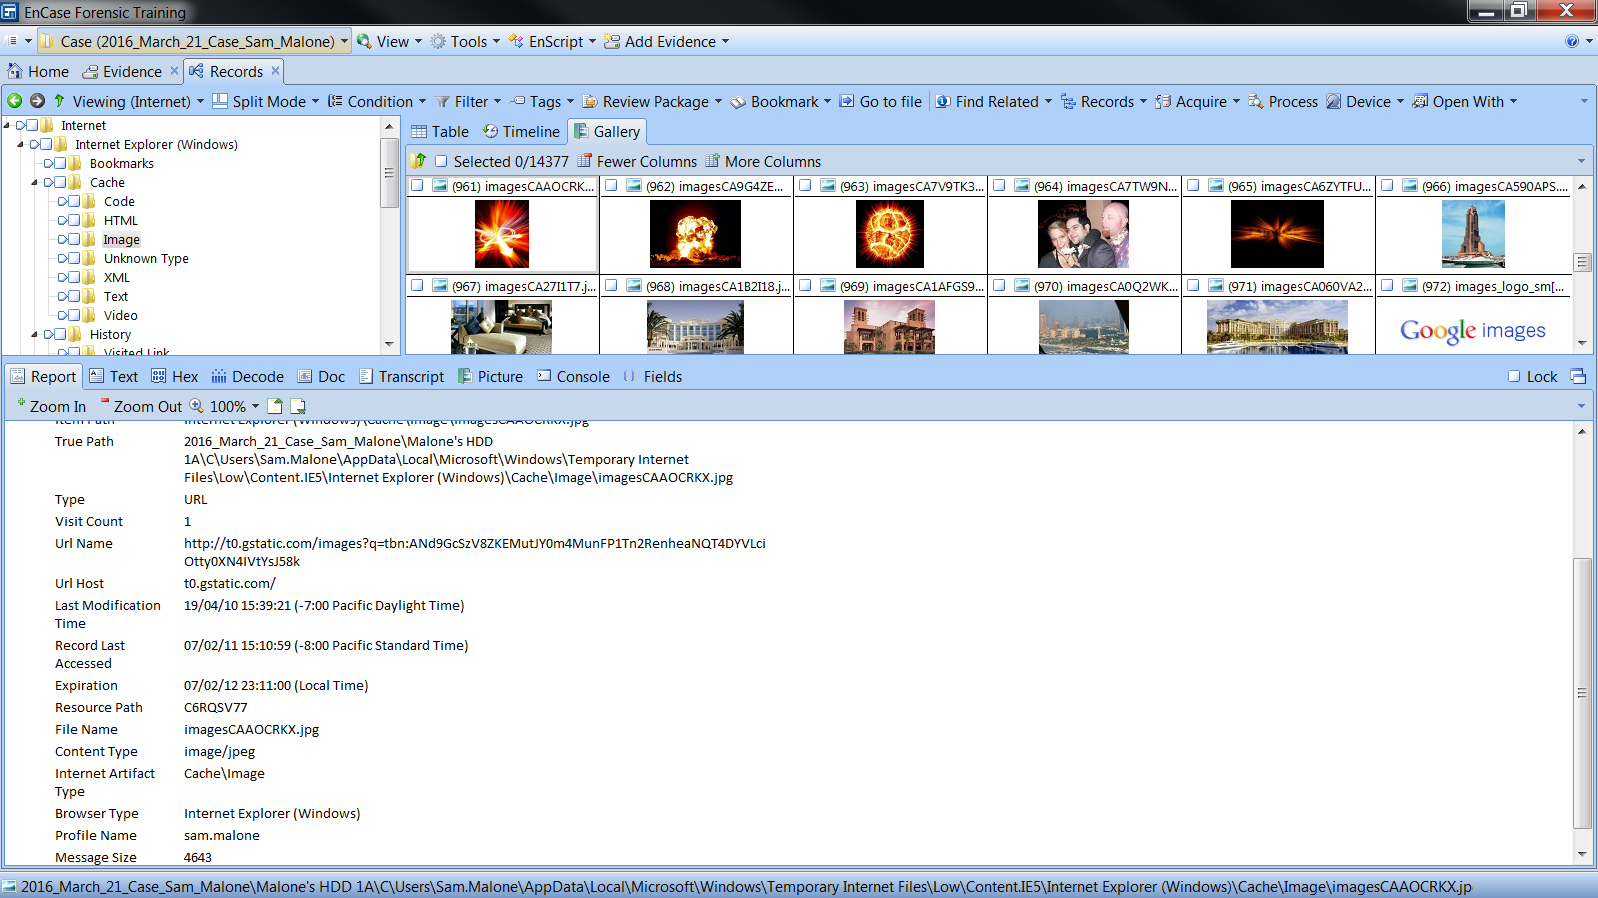 EnCase Forensic Training
Case (2016_March_21_Case_Sam_Malone) View Tools EnScript Add Evidence
Home Evidence Records
Viewing (Internet) Split Mode Condition Filter Tags Review Package Bookmark Go to file Find Related Records Acquire Process Device Open With
Internet
Internet Explorer (Windows)
Bookmarks
Cache
Code
HTML
Image
Unknown Type
XML
Text
Video
History
Visited Link
Table Timeline Gallery
Selected 0/14377 Fewer Columns More Columns
(961) imagesCAAOCRK... (962) imagesCA9G4ZE... (963) imagesCA7V9TK3... (964) imagesCA7TW9N... (965) imagesCA6ZYTFU... (966) imagesCA590APS....
(967) imagesCA27I1T7.j... (968) imagesCA1B2I18.j... (969) imagesCA1AFGS9... (970) imagesCA0Q2WK... (971) imagesCA060VA2... (972) images_logo_sm[...
Google images
Report Text Hex Decode Doc Transcript Picture Console Fields Lock
Zoom In Zoom Out 100%
Item Path Internet Explorer (Windows)\Cache\Image\imagesCAAOCRKX.jpg
True Path 2016_March_21_Case_Sam_Malone\Malone's HDD
1A\C\Users\Sam.Malone\AppData\Local\Microsoft\Windows\Temporary Internet
Files\Low\Content.IE5\Internet Explorer (Windows)\Cache\Image\imagesCAAOCRKX.jpg
Type URL
Visit Count 1
Url Name http://t0.gstatic.com/images?q=tbn:ANd9GcSzV8ZKEMutJY0m4MunFP1Tn2RenheaNQT4DYVLci
Otty0XN4IVtYsJ58k
Url Host t0.gstatic.com/
Last Modification 19/04/10 15:39:21 (-7:00 Pacific Daylight Time)
Time
Record Last 07/02/11 15:10:59 (-8:00 Pacific Standard Time)
Accessed
Expiration 07/02/12 23:11:00 (Local Time)
Resource Path C6RQSV77
File Name imagesCAAOCRKX.jpg
Content Type image/jpeg
Internet Artifact Cache\Image
Type
Browser Type Internet Explorer (Windows)
Profile Name sam.malone
Message Size 4643
2016_March_21_Case_Sam_Malone\Malone's HDD 1A\C\Users\Sam.Malone\AppData\Local\Microsoft\Windows\Temporary Internet Files\Low\Content.IE5\Internet Explorer (Windows)\Cache\Image\imagesCAAOCRKX.jp